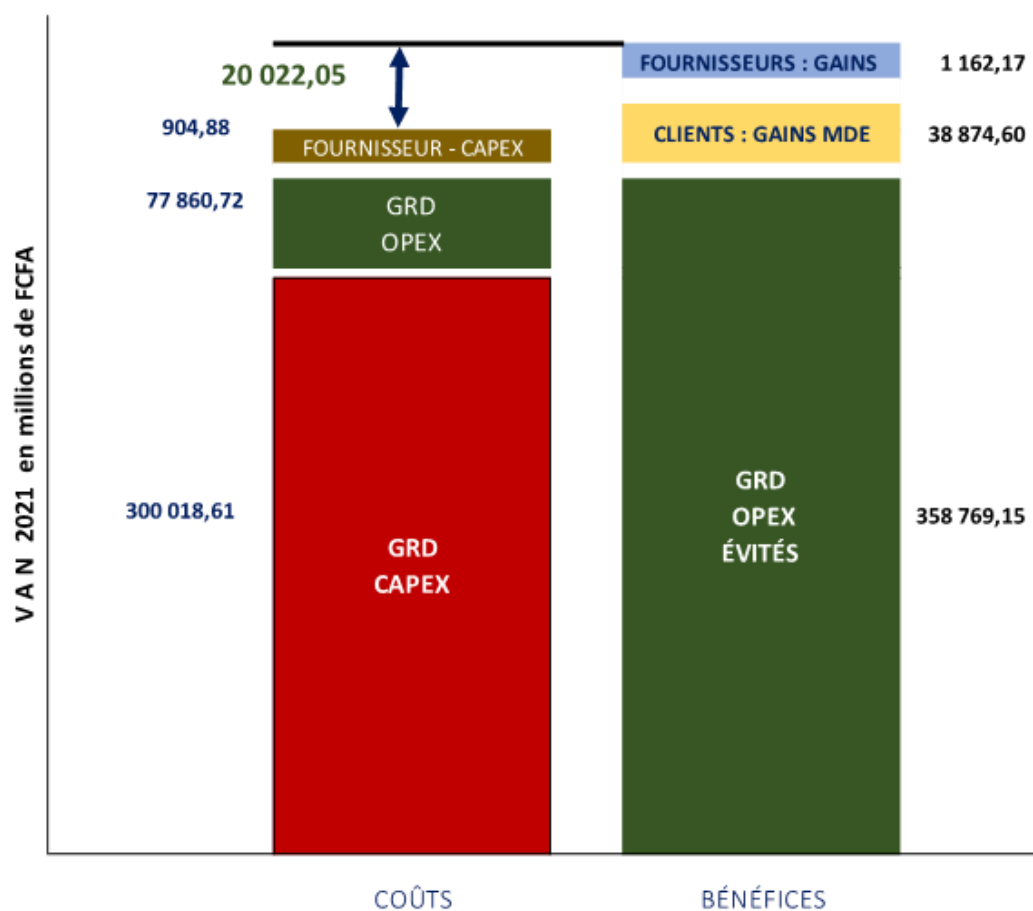 VAN 2021 en millions de FCFA
20 022,05
904,88
FOURNISSEUR - CAPEX
77 860,72
GRD
OPEX
300 018,61
GRD
CAPEX
FOURNISSEURS : GAINS
1 162,17
CLIENTS : GAINS MDE
38 874,60
GRD
OPEX
ÉVITÉS
358 769,15
COÛTS
BÉNÉFICES